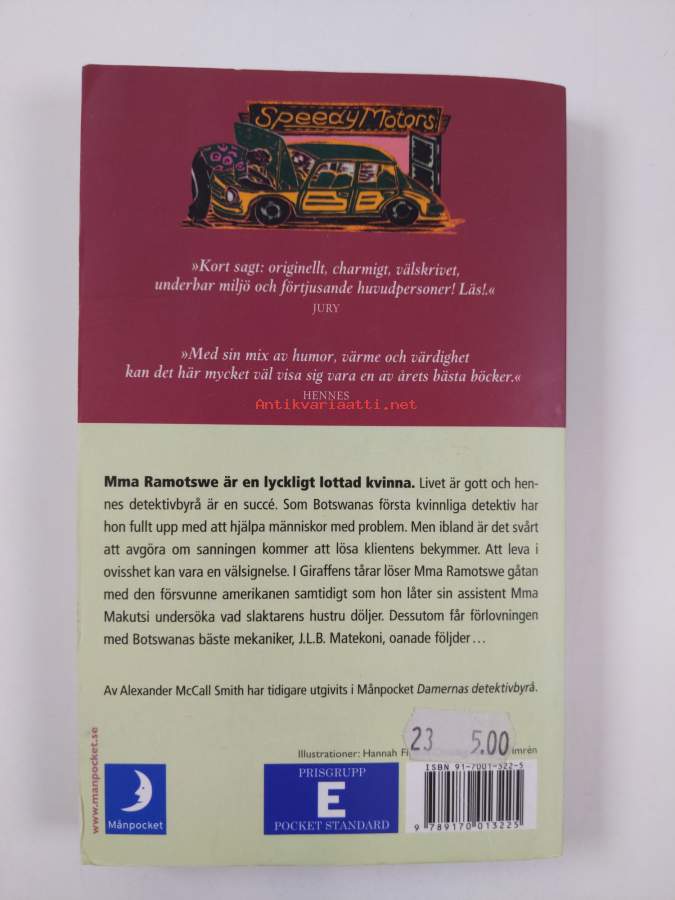 Speedy Motors
»Kort sagt: originellt, charmigt, välskrivet,
underbar miljö och förtjusande huvudpersoner! Läs!.«
JURY
»Med sin mix av humor, värme och värdighet
kan det här mycket väl visa sig vara en av årets bästa böcker.«
HENNES
Antikvariaatti.net
Mma Ramotswe är en lyckligt lottad kvinna. Livet är gott och hen-
nes detektivbyrå är en succé. Som Botswanas första kvinnliga detektiv har
hon fullt upp med att hjälpa människor med problem. Men ibland är det svårt
att avgöra om sanningen kommer att lösa klientens bekymmer. Att leva i
ovisshet kan vara en välsignelse. I Giraffens tårar löser Mma Ramotswe gåtan
med den försvunne amerikanen samtidigt som hon låter sin assistent Mma
Makutsi undersöka vad slaktarens hustru döljer. Dessutom får förlovningen
med Botswanas bäste mekaniker, J.L.B. Matekoni, oanade följder…
Av Alexander McCall Smith har tidigare utgivits i Månpocket Damernas detektivbyrå.
23 5.00
Illustrationer: Hannah
www.manpocket.se
Månpocket
PRISGRUPP
E
POCKET STANDARD
ISBN 91-7001-322-5
9 789170 013225